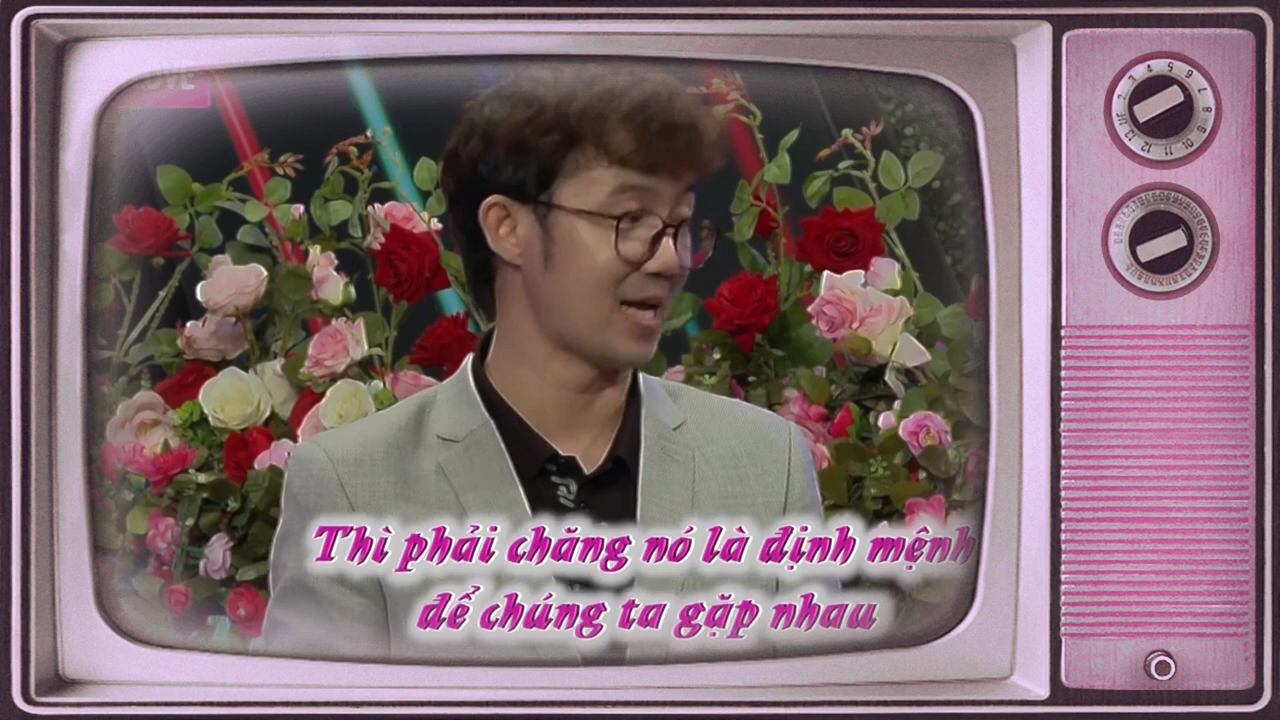 Thì phải chăng nó là định mệnh
để chúng ta gặp nhau